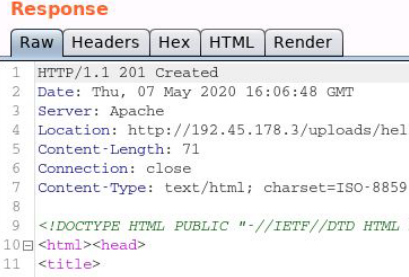 Response
Raw Headers Hex HTML Render
1 HTTP/1.1 201 Created
2 Date: Thu, 07 May 2020 16:06:48 GMT
3 Server: Apache
4 Location: http://192.45.178.3/uploads/hel
5 Content-Length: 71
6 Connection: close
7 Content-Type: text/html; charset=ISO-8859
8
9 <!DOCTYPE HTML PUBLIC "-//IETF//DTD HTML
10 <html><head>
11 <title>